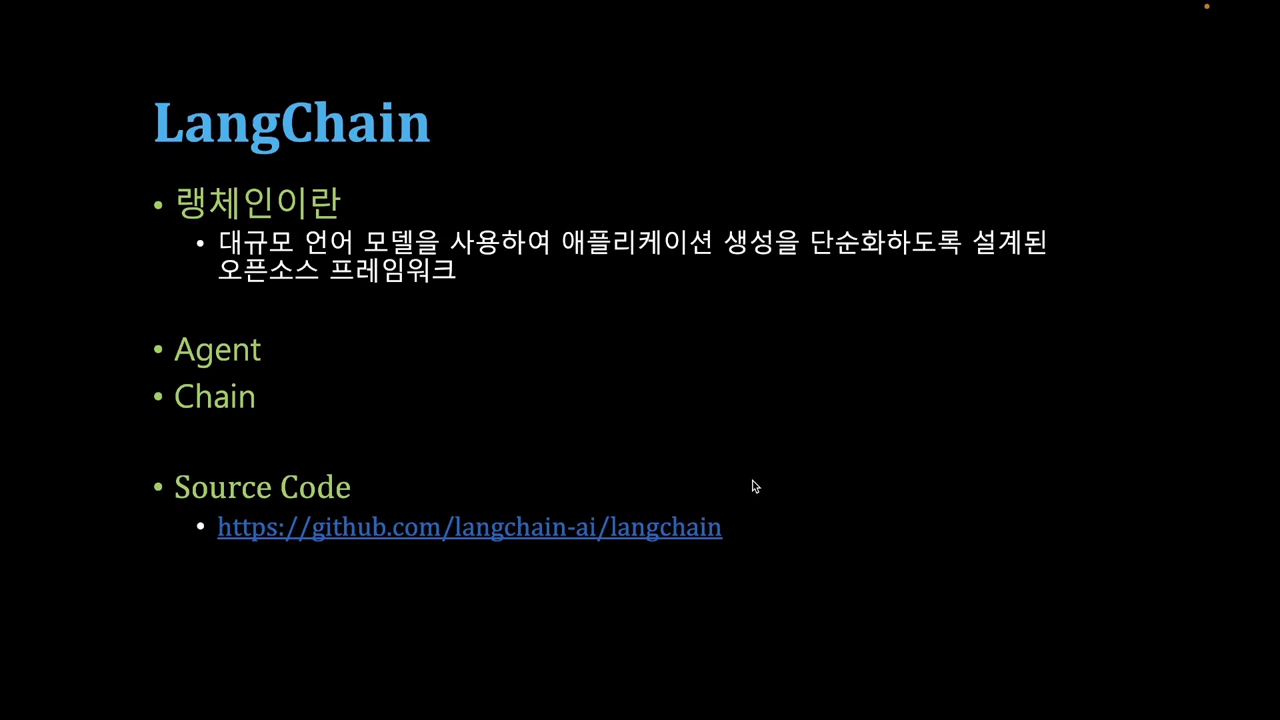 LangChain
• 랭체인이란
• 대규모 언어 모델을 사용하여 애플리케이션 생성을 단순화하도록 설계된
오픈소스 프레임워크
• Agent
• Chain
• Source Code
• https://github.com/langchain-ai/langchain